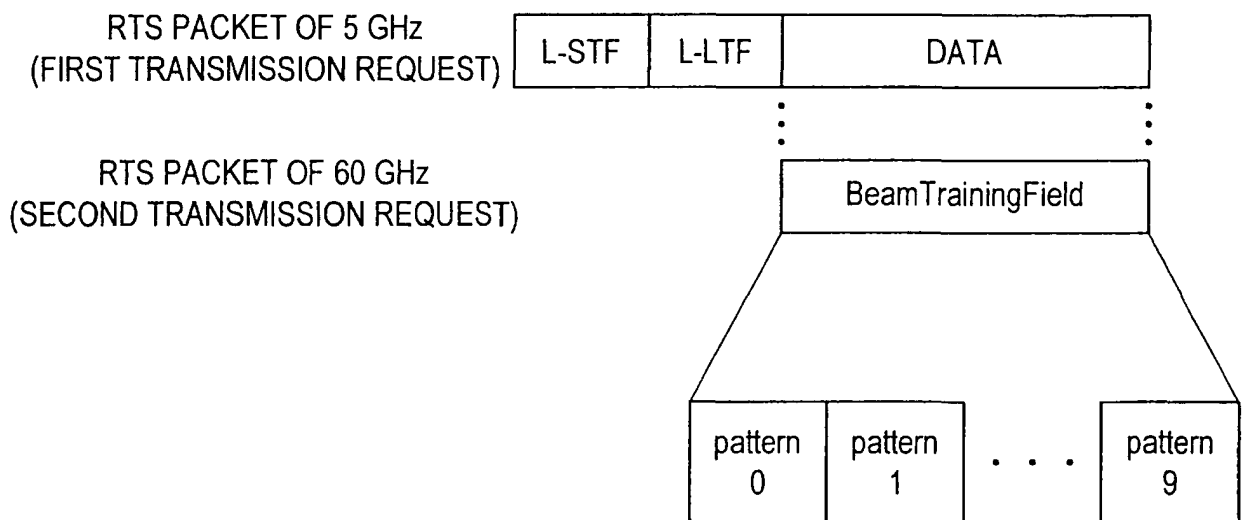 RTS PACKET OF 5 GHz
(FIRST TRANSMISSION REQUEST)
L-STF L-LTF DATA
RTS PACKET OF 60 GHz
(SECOND TRANSMISSION REQUEST)
BeamTrainingField
pattern 0
pattern 1
. . .
pattern 9